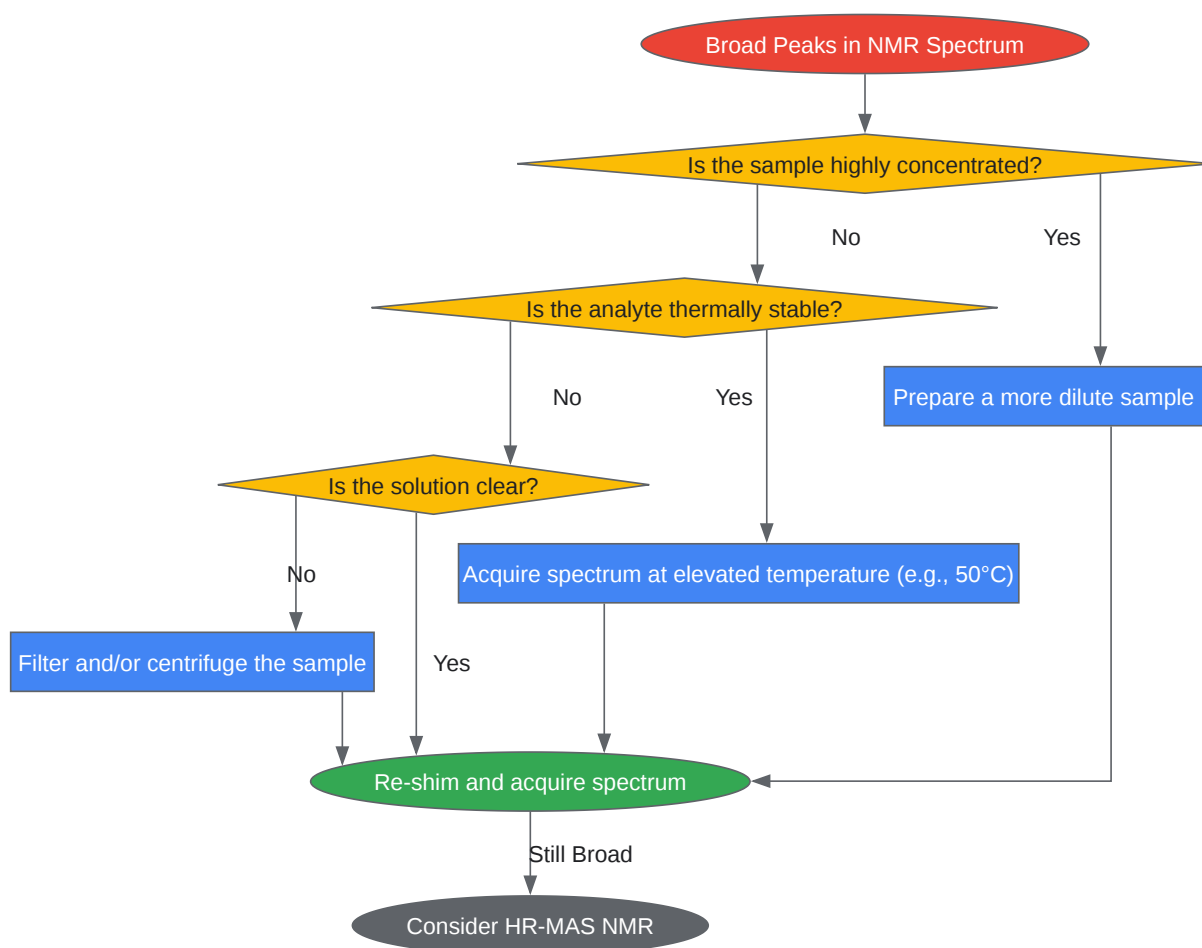 Broad Peaks in NMR Spectrum
Is the sample highly concentrated?
No
Yes
Is the analyte thermally stable?
No
Yes
Prepare a more dilute sample
Is the solution clear?
Acquire spectrum at elevated temperature (e.g., 50°C)
No
Filter and/or centrifuge the sample
Yes
Re-shim and acquire spectrum
Still Broad
Consider HR-MAS NMR